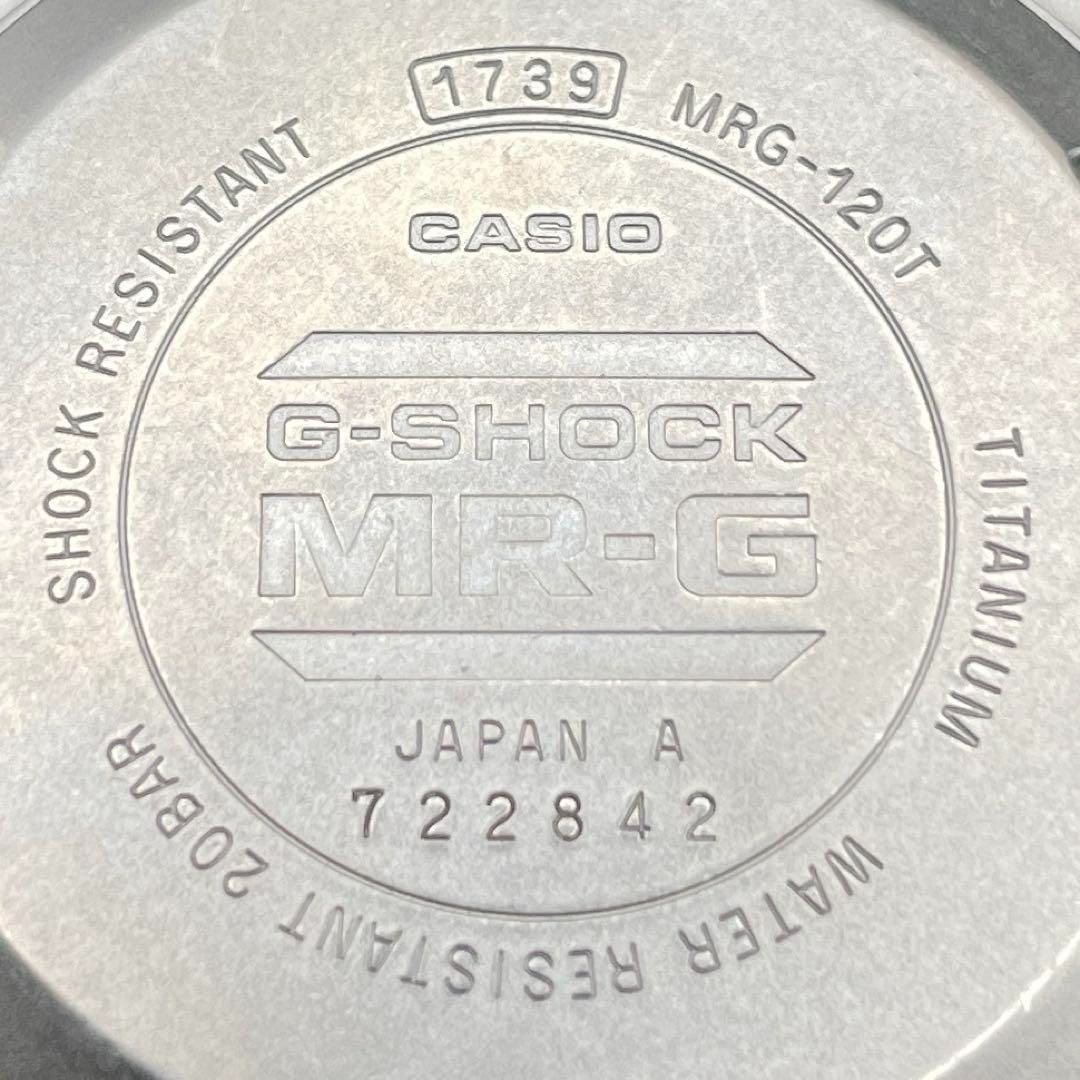 1739
MRG-120T
TITANIUM
WATER RESISTANT 20BAR
SHOCK RESISTANT
CASIO
G-SHOCK
MR-G
JAPAN A
722842